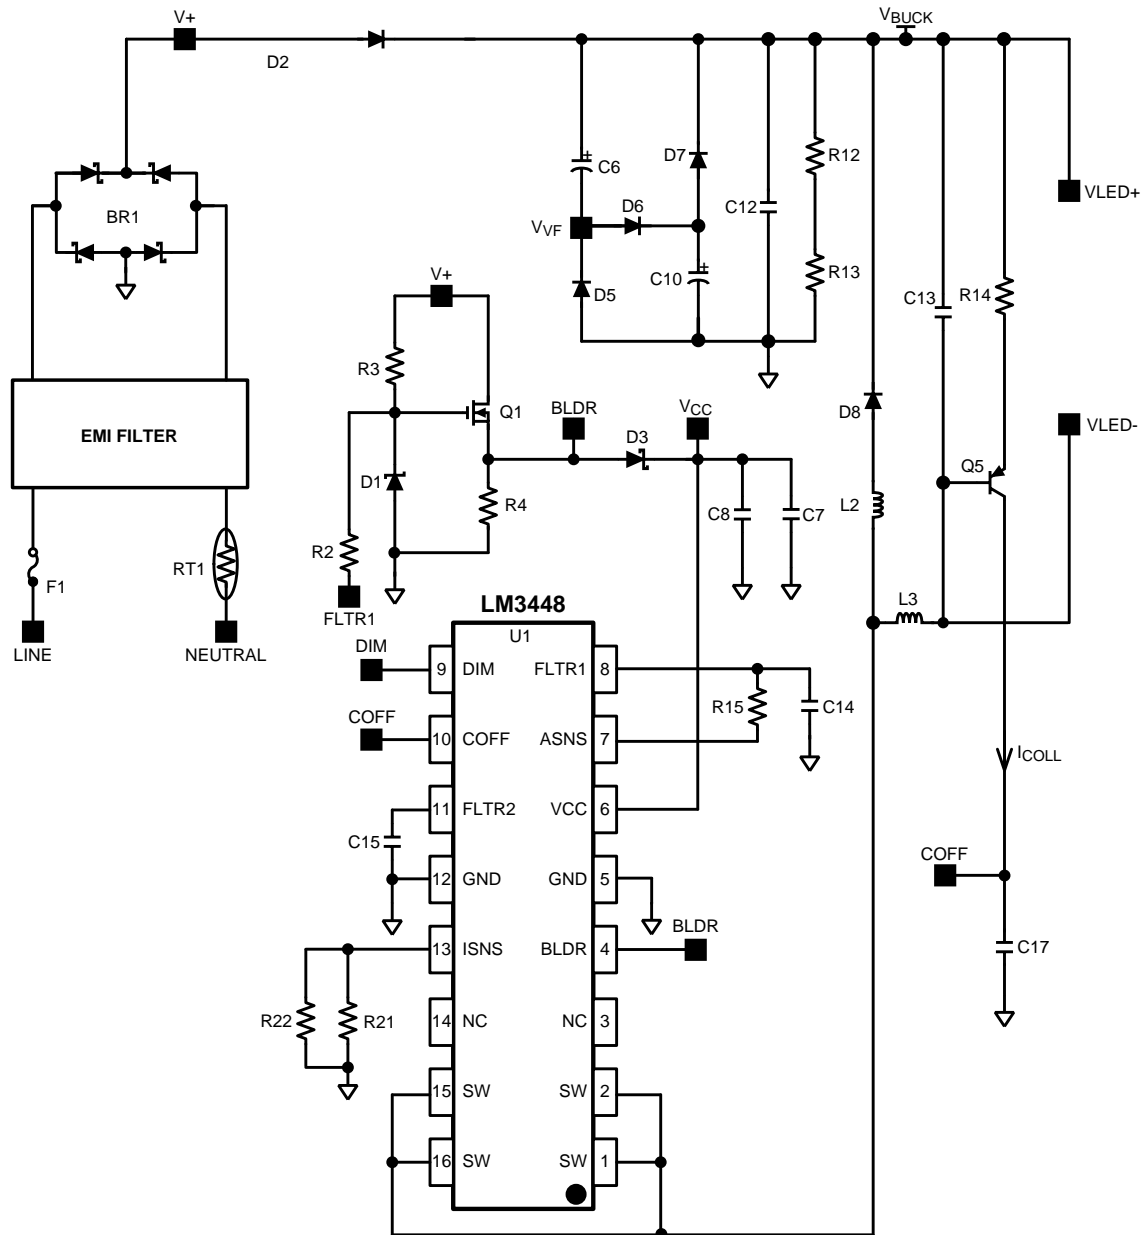 V+
VBUCK
D2
C6
D7
R12
BR1
D6
C12
VLED+
VVF
V+
D5
C10
R13
C13
R14
R3
Q1
BLDR
VCC
D8
VLED-
EMI FILTER
D3
D1
R4
Q5
L2
C8
C7
R2
RT1
F1
FLTR1
LM3448
L3
LINE
NEUTRAL
U1
DIM
9
DIM
FLTR1
8
R15
C14
COFF
10
COFF
ASNS
7
ICOLL
11
FLTR2
VCC
6
C15
COFF
12
GND
GND
5
BLDR
13
ISNS
BLDR
4
C17
R22
R21
14
NC
NC
3
15
SW
SW
2
16
SW
SW
1